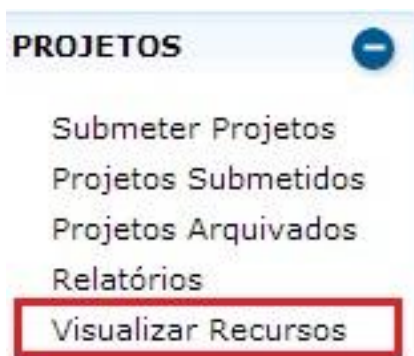 PROJETOS
Submeter Projetos
Projetos Submetidos
Projetos Arquivados
Relatórios
Visualizar Recursos